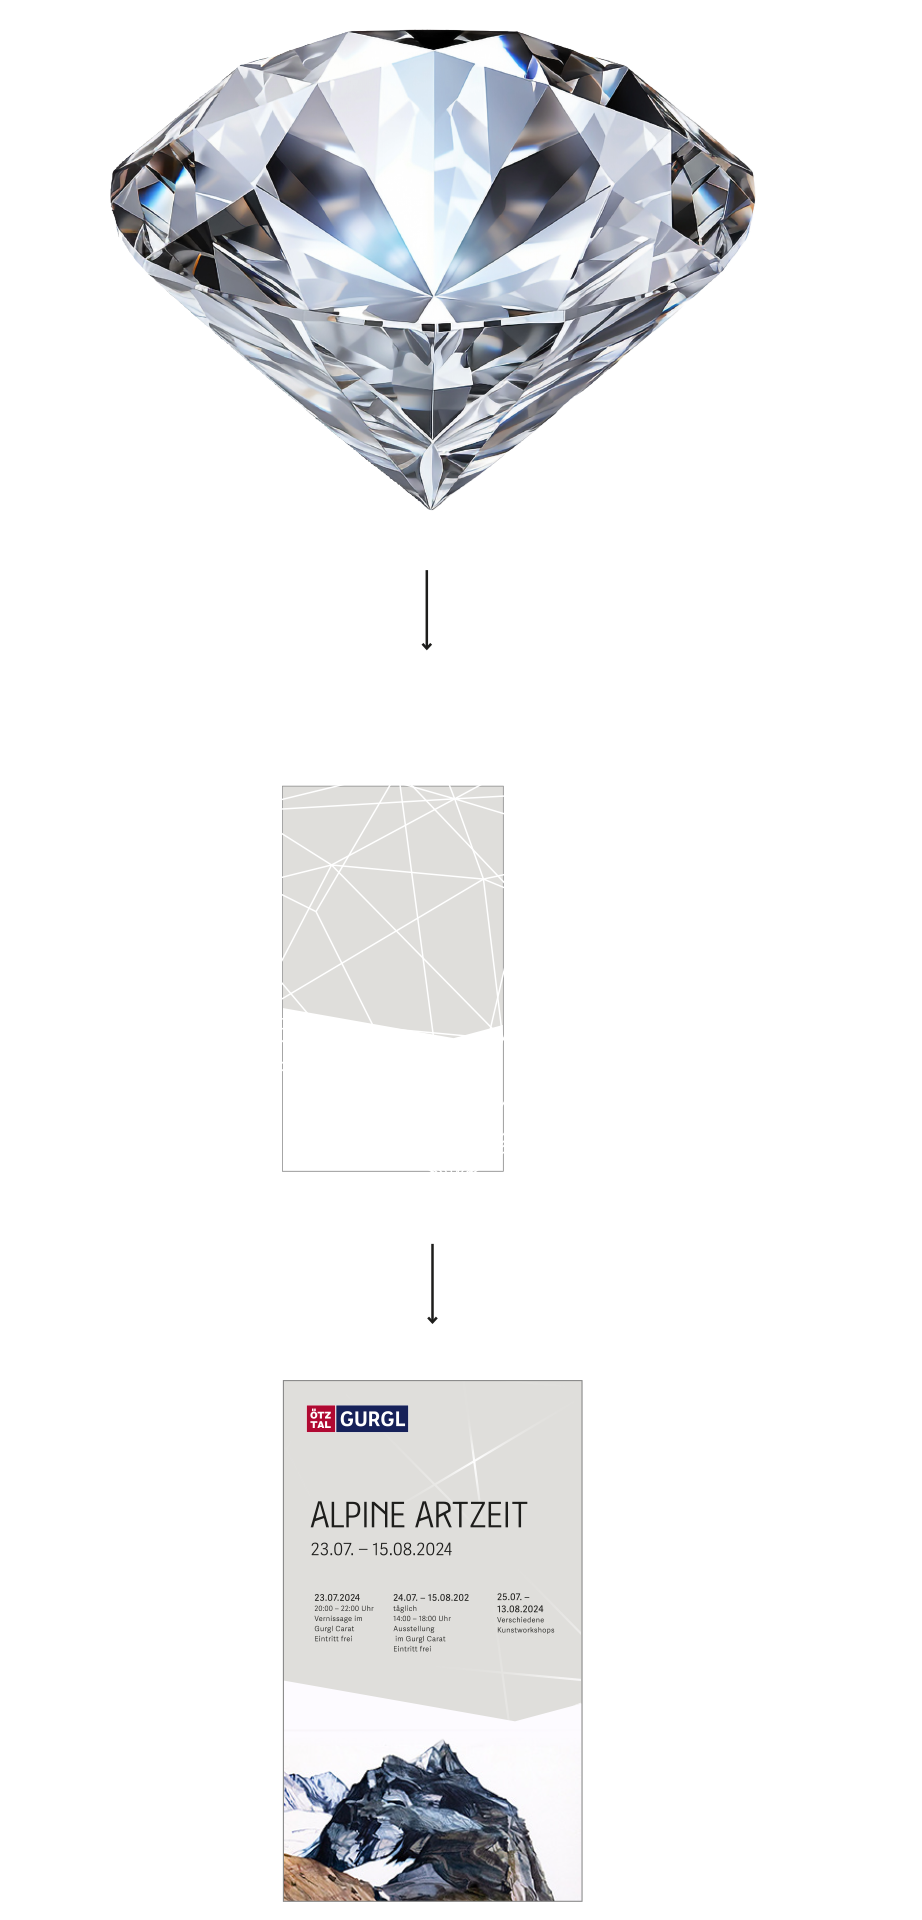 ÖTZ
TAL
GURGL
ALPINE ARTZEIT
23.07. – 15.08.2024
23.07.2024
20:00 – 22:00 Uhr
Vernissage im
Gurgl Carat
Eintritt frei
24.07. – 15.08.202
täglich
14:00 – 18:00 Uhr
Ausstellung
im Gurgl Carat
Eintritt frei
25.07. –
13.08.2024
Verschiedene
Kunstworkshops